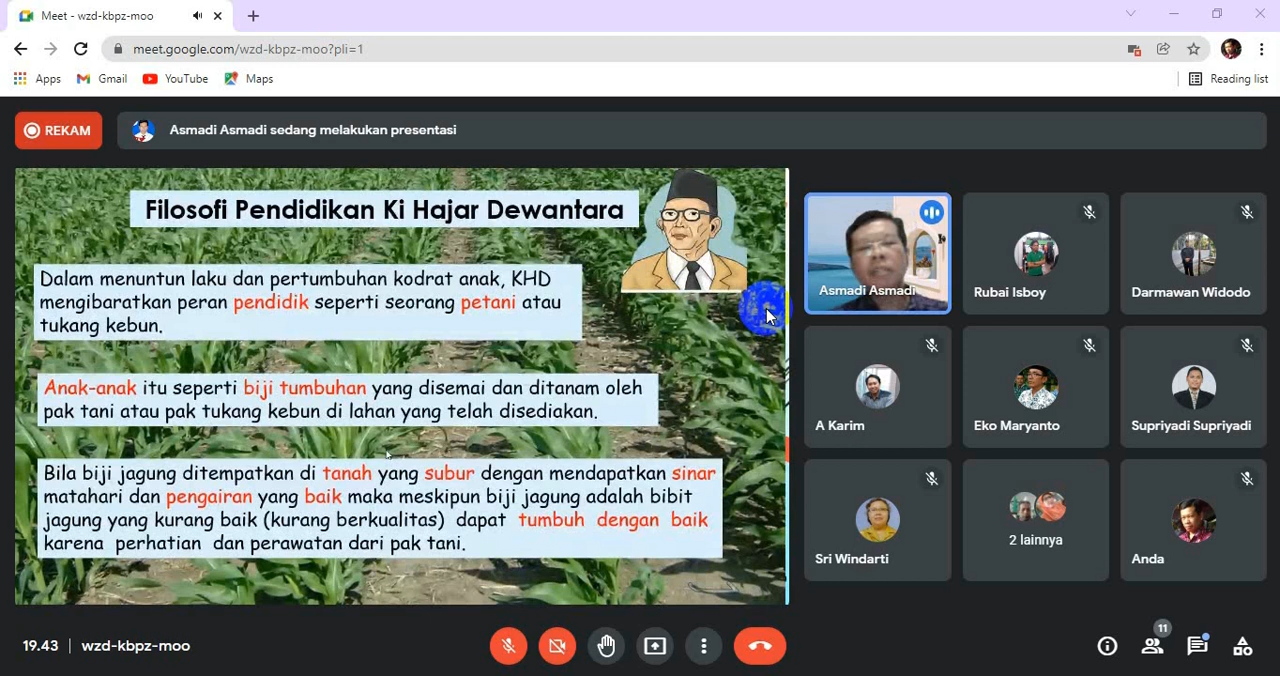 Meet - wzd-kbpz-moo
meet.google.com/wzd-kbpz-moo?pli=1
Apps Gmail YouTube Maps Reading list
REKAM Asmadi Asmadi sedang melakukan presentasi
Filosofi Pendidikan Ki Hajar Dewantara
Dalam menuntun laku dan pertumbuhan kodrat anak, KHD
mengibaratkan peran pendidik seperti seorang petani atau
tukang kebun.
Anak-anak itu seperti biji tumbuhan yang disemai dan ditanam oleh
pak tani atau pak tukang kebun di lahan yang telah disediakan.
Bila biji jagung ditempatkan di tanah yang subur dengan mendapatkan sinar
matahari dan pengairan yang baik maka meskipun biji jagung adalah bibit
jagung yang kurang baik (kurang berkualitas) dapat tumbuh dengan baik
karena perhatian dan perawatan dari pak tani.
Asmadi Asmadi
Rubai Isboy
Darmawan Widodo
A Karim
Eko Maryanto
Supriyadi Supriyadi
Sri Windarti
2 lainnya
Anda
19.43 | wzd-kbpz-moo
11